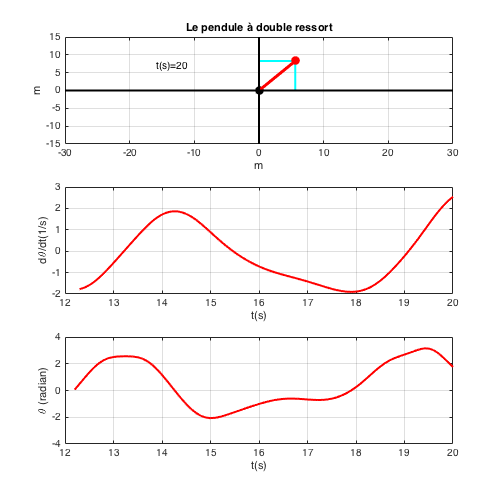 Le pendule à double ressort
15
10
5
0
-5
-10
-15
m
t(s)=20
-30 -20 -10 0 10 20 30
m
3
2
1
0
-1
-2
dθ/dt(1/s)
12 13 14 15 16 17 18 19 20
t(s)
4
2
0
-2
-4
θ (radian)
12 13 14 15 16 17 18 19 20
t(s)